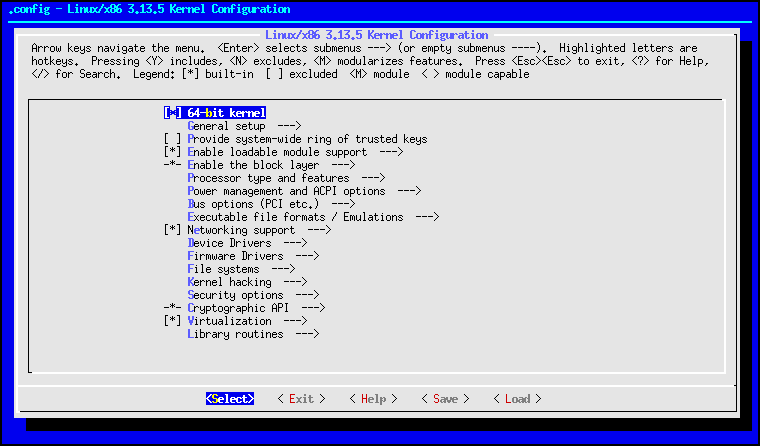 .config - Linux/x86 3.13.5 Kernel Configuration
Linux/x86 3.13.5 Kernel Configuration
Arrow keys navigate the menu.  <Enter> selects submenus ---> (or empty submenus ----).  Highlighted letters are
hotkeys.  Pressing <Y> includes, <N> excludes, <M> modularizes features.  Press <Esc><Esc> to exit, <?> for Help,
</> for Search.  Legend: [*] built-in  [ ] excluded  <M> module  < > module capable
[*] 64-bit kernel
General setup  --->
[ ] Provide system-wide ring of trusted keys
[*] Enable loadable module support  --->
-*- Enable the block layer  --->
Processor type and features  --->
Power management and ACPI options  --->
Bus options (PCI etc.)  --->
Executable file formats / Emulations  --->
[*] Networking support  --->
Device Drivers  --->
Firmware Drivers  --->
File systems  --->
Kernel hacking  --->
Security options  --->
-*- Cryptographic API  --->
[*] Virtualization  --->
Library routines  --->
<Select>    < Exit >    < Help >    < Save >    < Load >